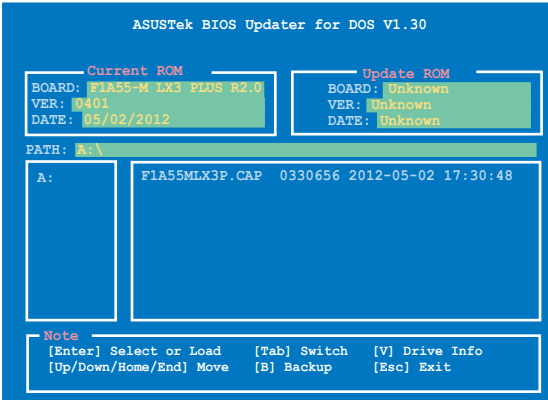 ASUSTek BIOS Updater for DOS V1.30
Current ROM
BOARD: F1A55-M LX3 PLUS R2.0
VER: 0401
DATE: 05/02/2012
Update ROM
BOARD: Unknown
VER: Unknown
DATE: Unknown
PATH: A:\
A:
F1A55MLX3P.CAP 0330656 2012-05-02 17:30:48
Note
[Enter] Select or Load [Tab] Switch [V] Drive Info
[Up/Down/Home/End] Move [B] Backup [Esc] Exit